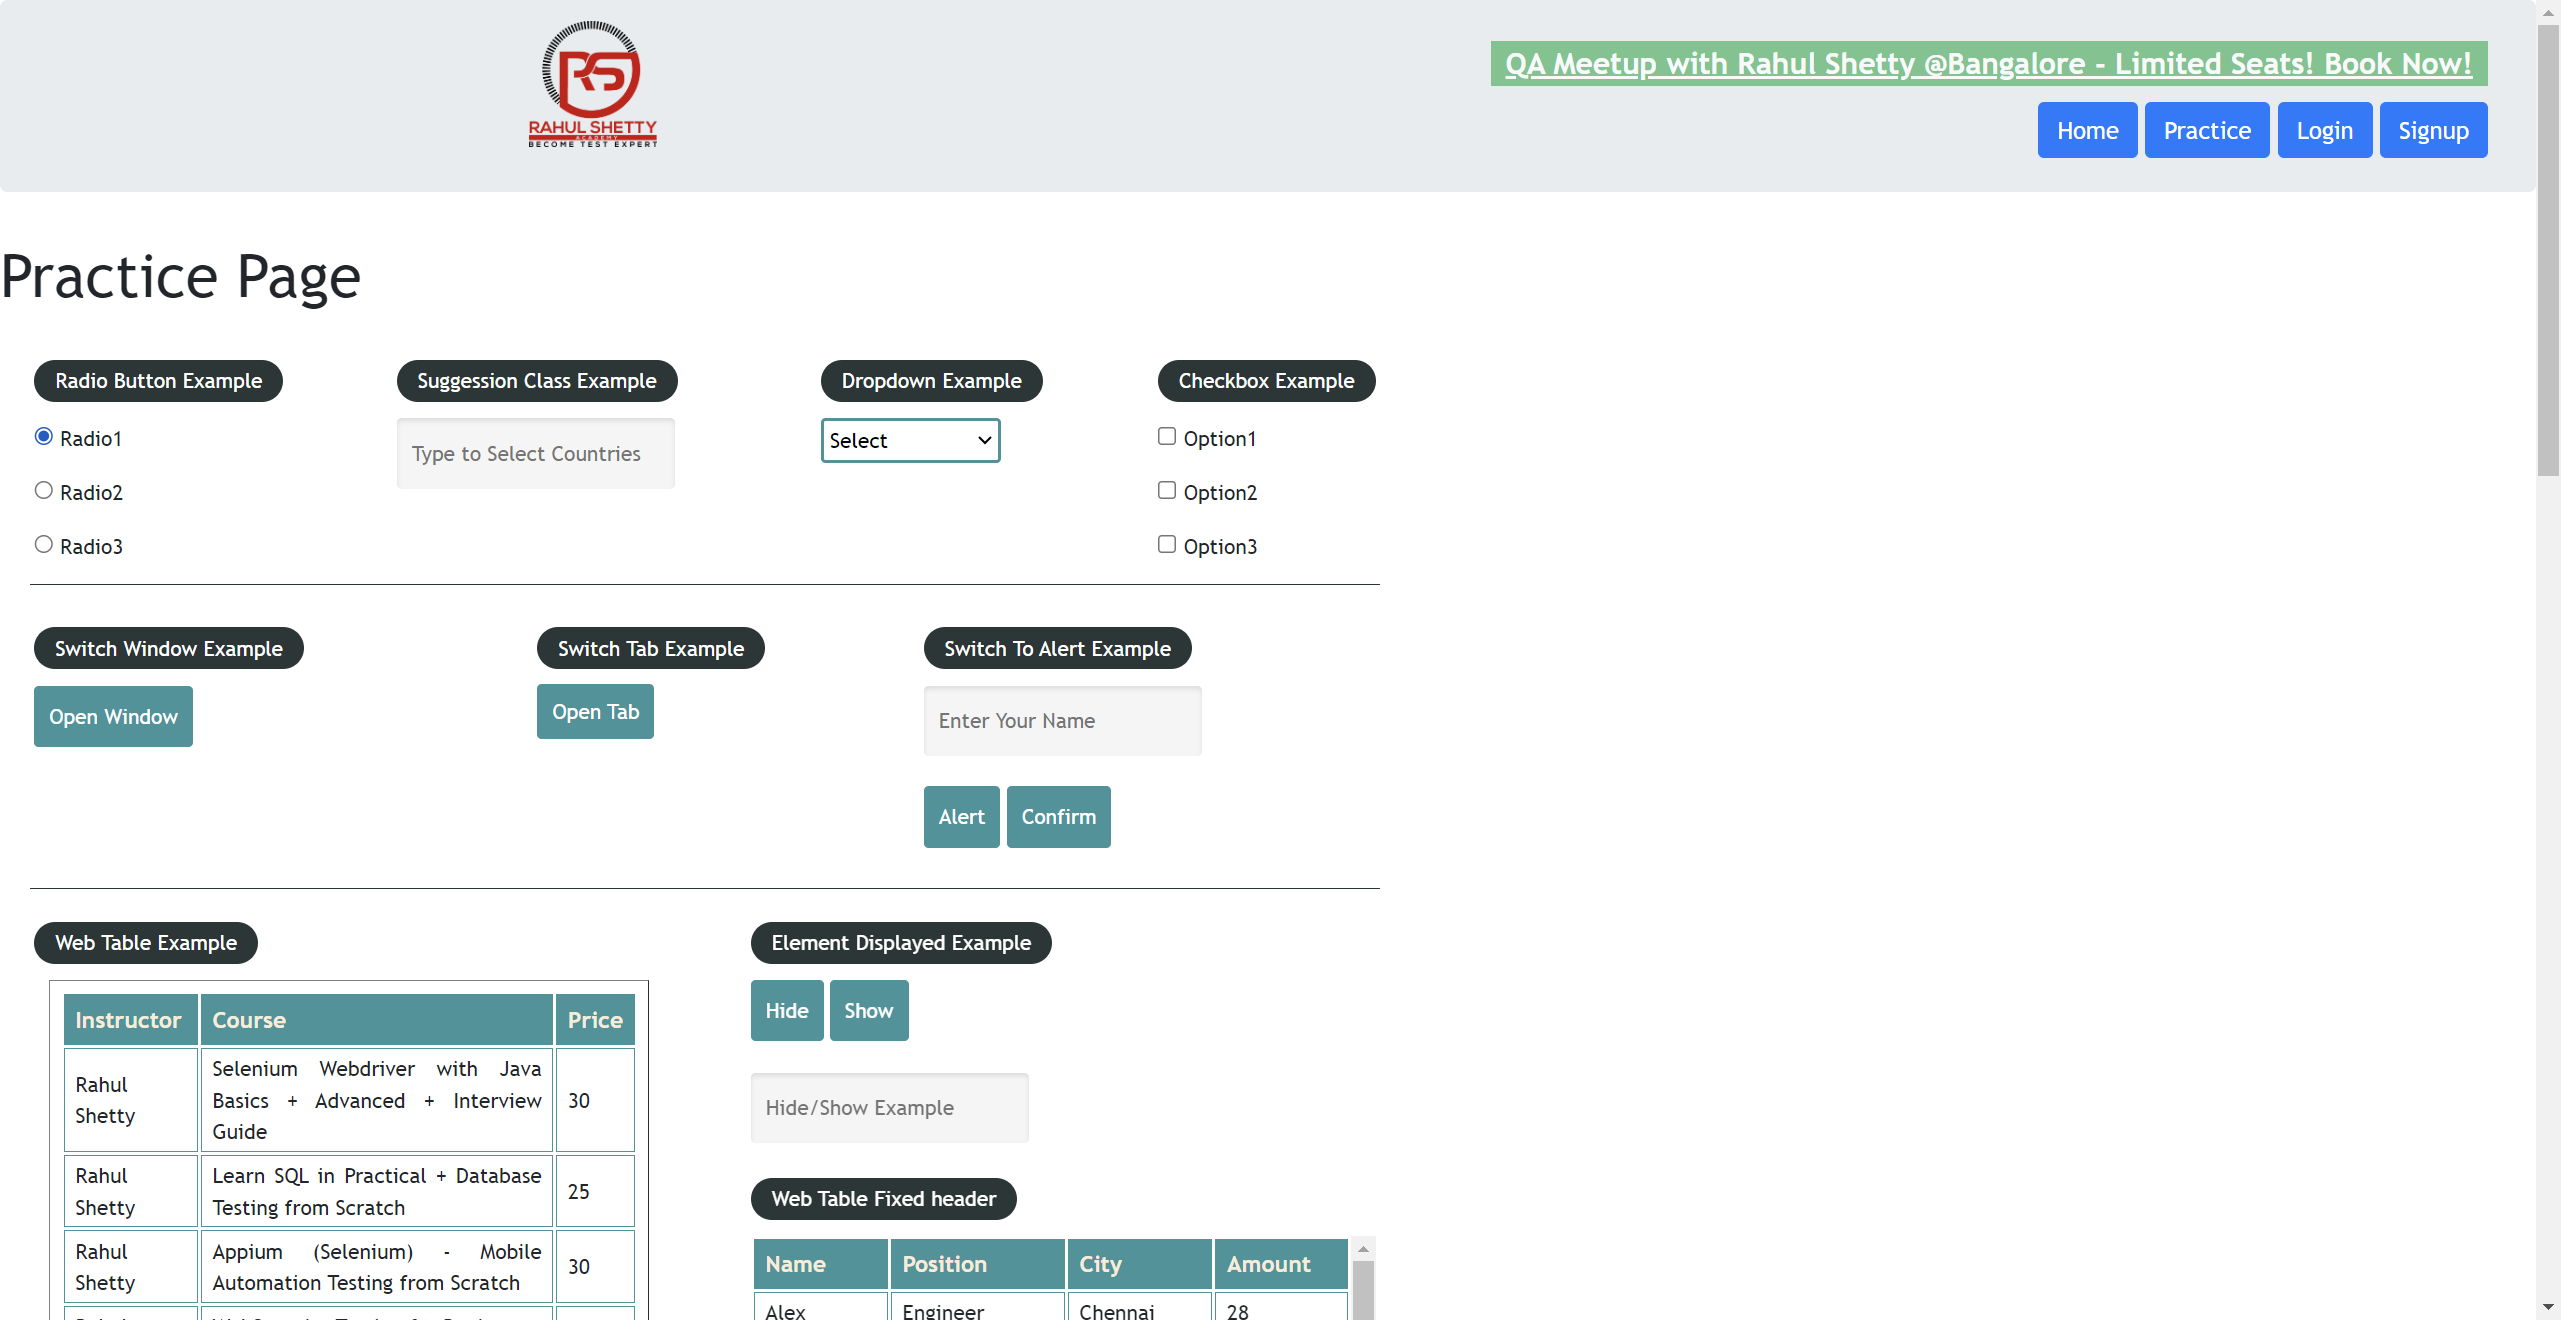 RAHUL SHETTY
ACADEMY
BECOME TEST EXPERT
QA Meetup with Rahul Shetty @Bangalore - Limited Seats! Book Now!
Home Practice Login Signup
Practice Page
Radio Button Example Suggession Class Example Dropdown Example Checkbox Example
Radio1 Type to Select Countries Select Option1
Radio2 Option2
Radio3 Option3
Switch Window Example Switch Tab Example Switch To Alert Example
Open Window Open Tab Enter Your Name
Alert Confirm
Web Table Example
Instructor Course Price
Rahul Shetty Selenium Webdriver with Java
Basics + Advanced + Interview
Guide 30
Rahul Shetty Learn SQL in Practical + Database
Testing from Scratch 25
Rahul Shetty Appium (Selenium) - Mobile
Automation Testing from Scratch 30
Element Displayed Example
Hide Show
Hide/Show Example
Web Table Fixed header
Name Position City Amount
Alex Engineer Chennai 28